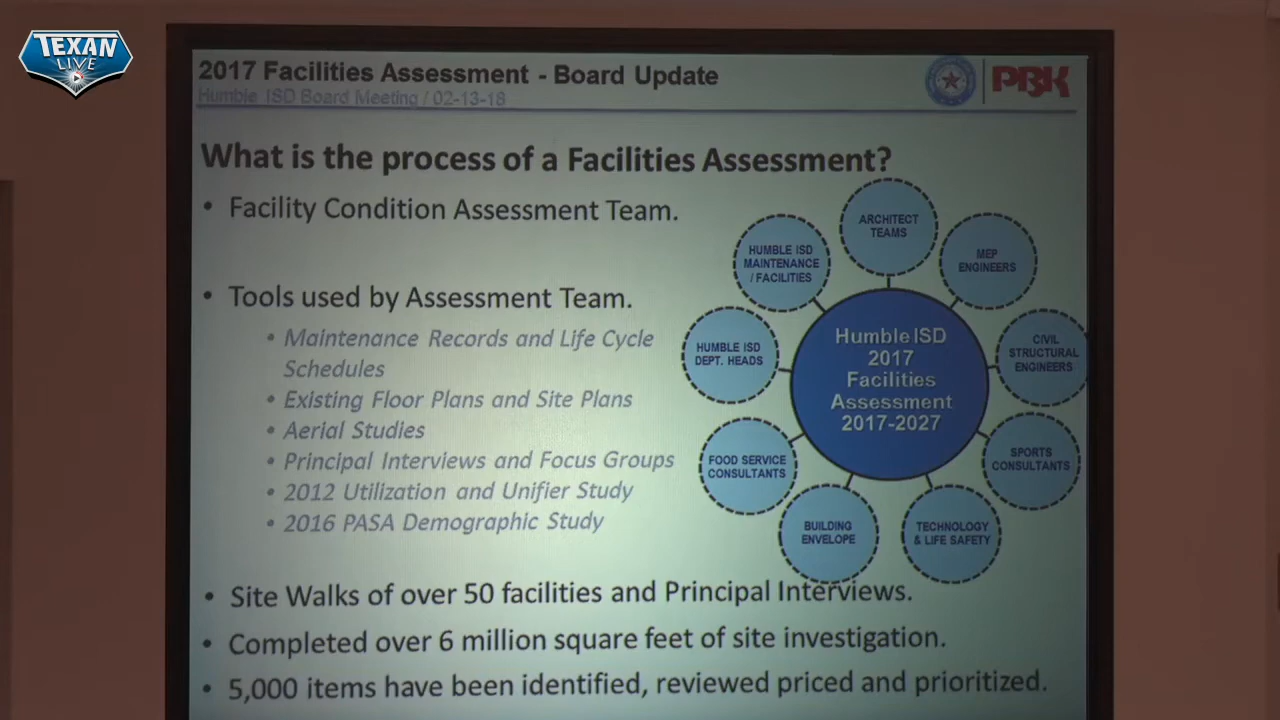 TEXAN
LIVE
2017 Facilities Assessment - Board Update
Humble ISD Board Meeting / 02-13-18
PBK
What is the process of a Facilities Assessment?
• Facility Condition Assessment Team.
• Tools used by Assessment Team.
• Maintenance Records and Life Cycle
Schedules
• Existing Floor Plans and Site Plans
• Aerial Studies
• Principal Interviews and Focus Groups
• 2012 Utilization and Unifier Study
• 2016 PASA Demographic Study
ARCHITECT
TEAMS
MEP
ENGINEERS
CIVIL
STRUCTURAL
ENGINEERS
SPORTS
CONSULTANTS
TECHNOLOGY
& LIFE SAFETY
BUILDING
ENVELOPE
FOOD SERVICE
CONSULTANTS
HUMBLE ISD
DEPT. HEADS
HUMBLE ISD
MAINTENANCE
/ FACILITIES
Humble ISD
2017
Facilities
Assessment
2017-2027
• Site Walks of over 50 facilities and Principal Interviews.
• Completed over 6 million square feet of site investigation.
• 5,000 items have been identified, reviewed priced and prioritized.